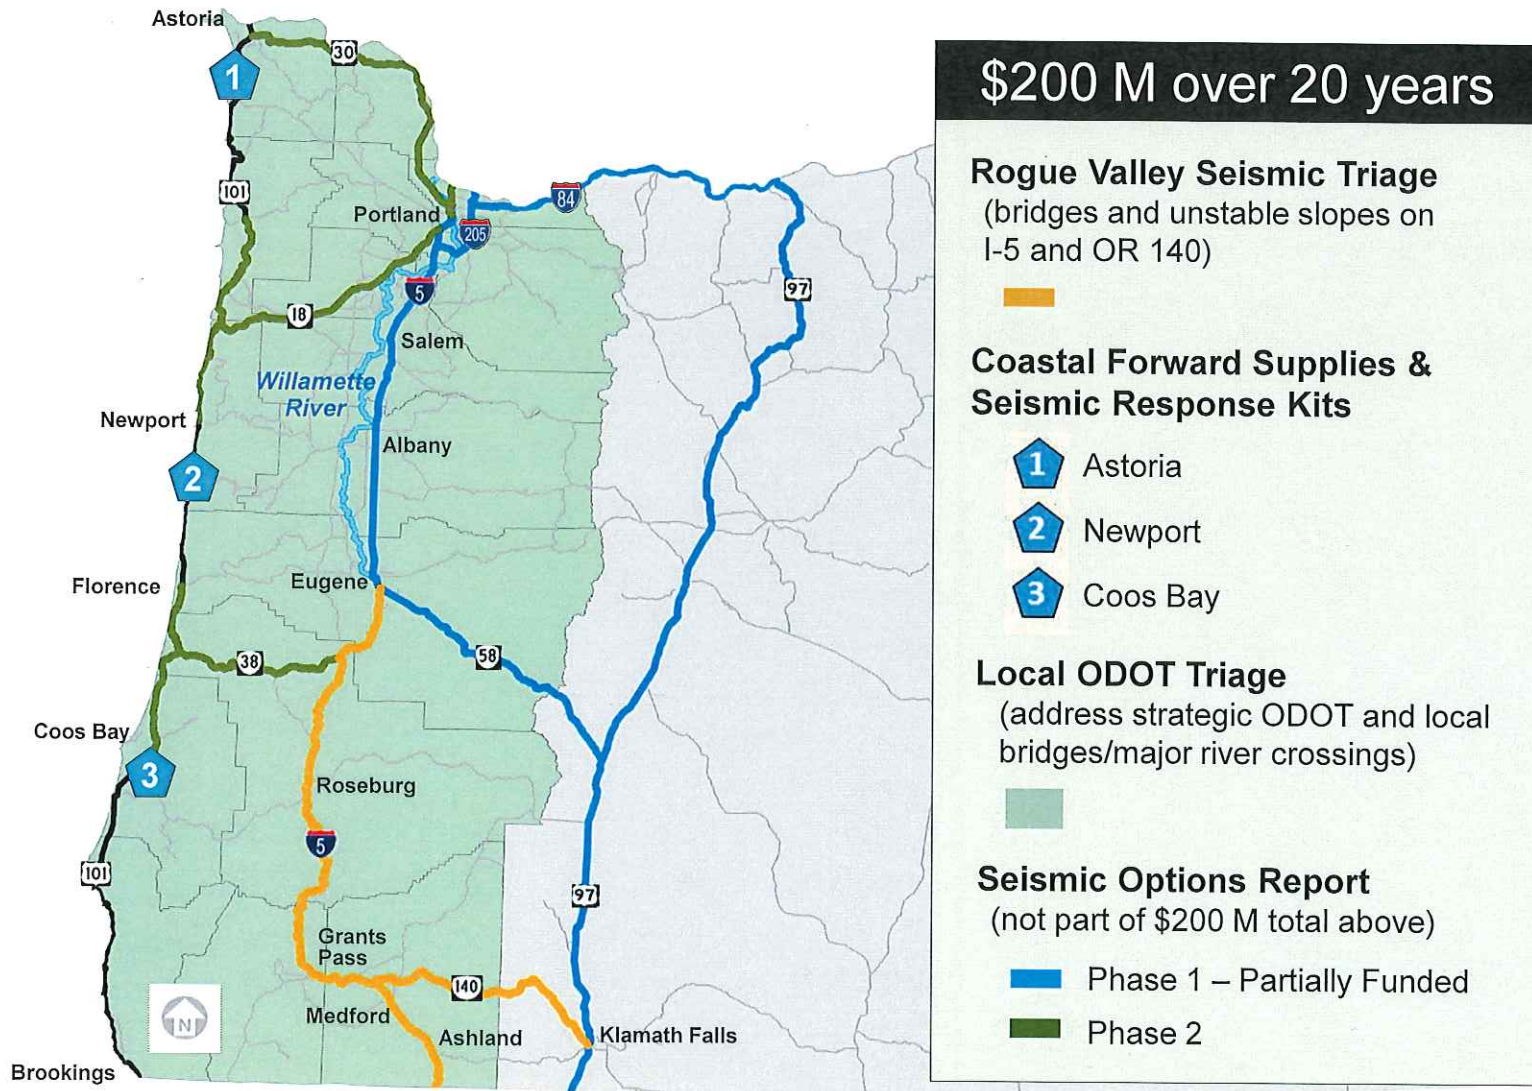 Astoria
30
1
101
Portland
84
205
5
97
18
Salem
Willamette
River
Newport
Albany
2
Florence
Eugene
58
38
Coos Bay
3
Roseburg
5
101
97
Grants
Pass
140
N
Medford
Ashland
Klamath Falls
Brookings
$200 M over 20 years
Rogue Valley Seismic Triage
(bridges and unstable slopes on
I-5 and OR 140)
Coastal Forward Supplies &
Seismic Response Kits
1 Astoria
2 Newport
3 Coos Bay
Local ODOT Triage
(address strategic ODOT and local
bridges/major river crossings)
Seismic Options Report
(not part of $200 M total above)
Phase 1 – Partially Funded
Phase 2